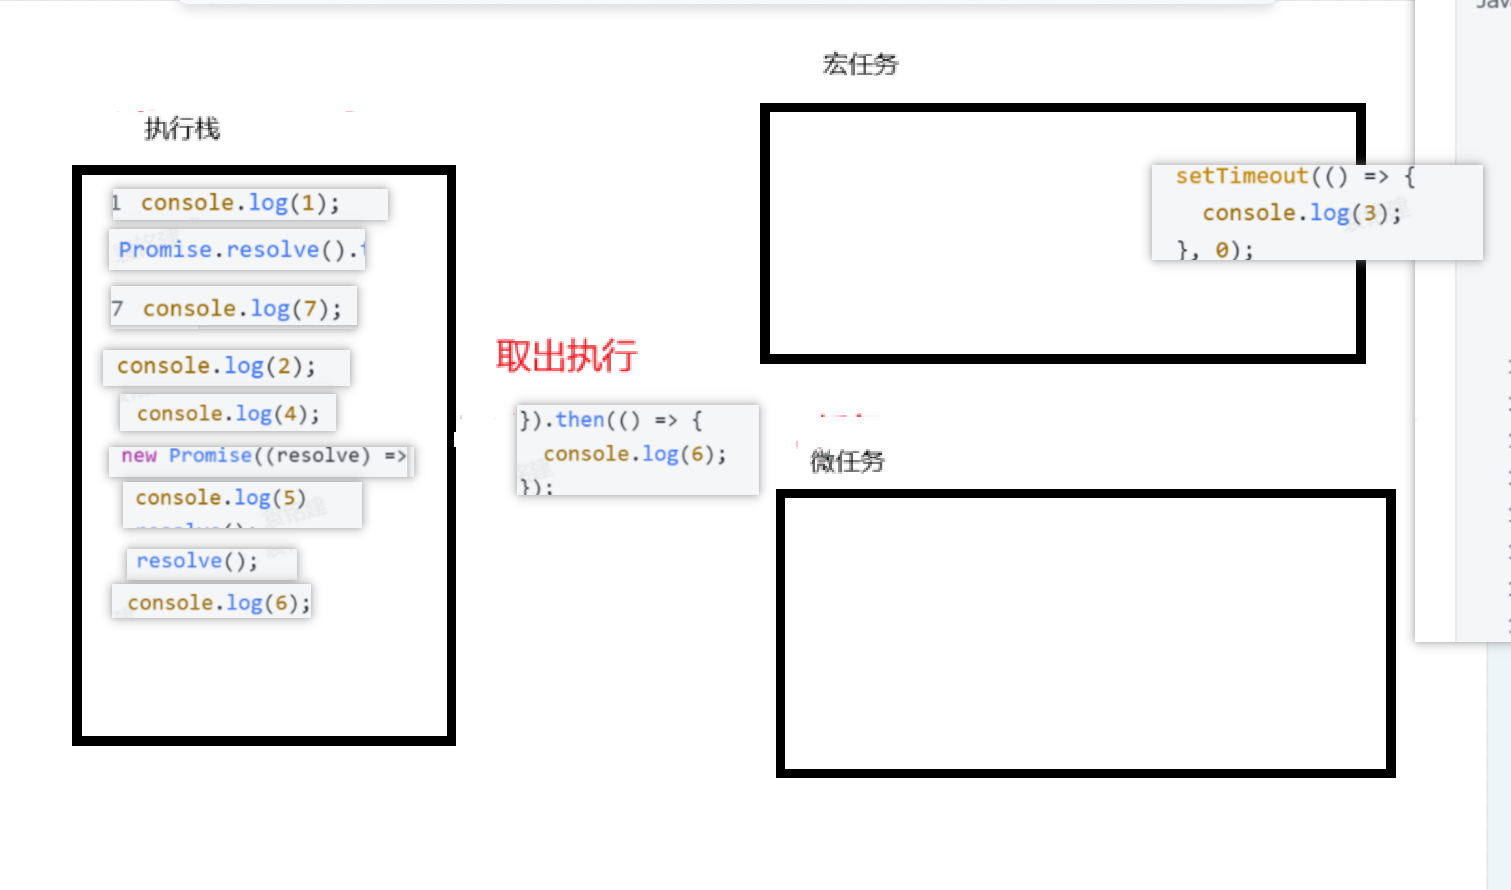 Jav
宏任务
执行栈
1 console.log(1);
Promise.resolve().
7 console.log(7);
console.log(2);
console.log(4);
new Promise((resolve) =>
console.log(5)
resolve();
resolve();
console.log(6);
取出执行
}).then(() => {
console.log(6);
});
setTimeout(() => {
console.log(3);
}, 0);
微任务